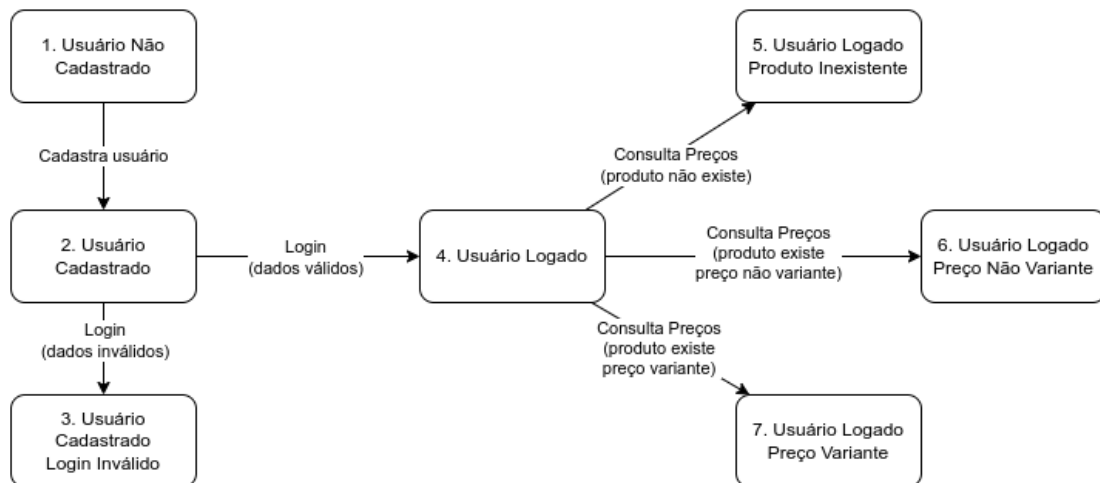 1. Usuário Não
Cadastrado
5. Usuário Logado
Produto Inexistente
Cadastra usuário
Consulta Preços
(produto não existe)
2. Usuário
Cadastrado
Login
(dados válidos)
4. Usuário Logado
Consulta Preços
(produto existe
preço não variante)
6. Usuário Logado
Preço Não Variante
Login
(dados inválidos)
Consulta Preços
(produto existe
preço variante)
3. Usuário
Cadastrado
Login Inválido
7. Usuário Logado
Preço Variante